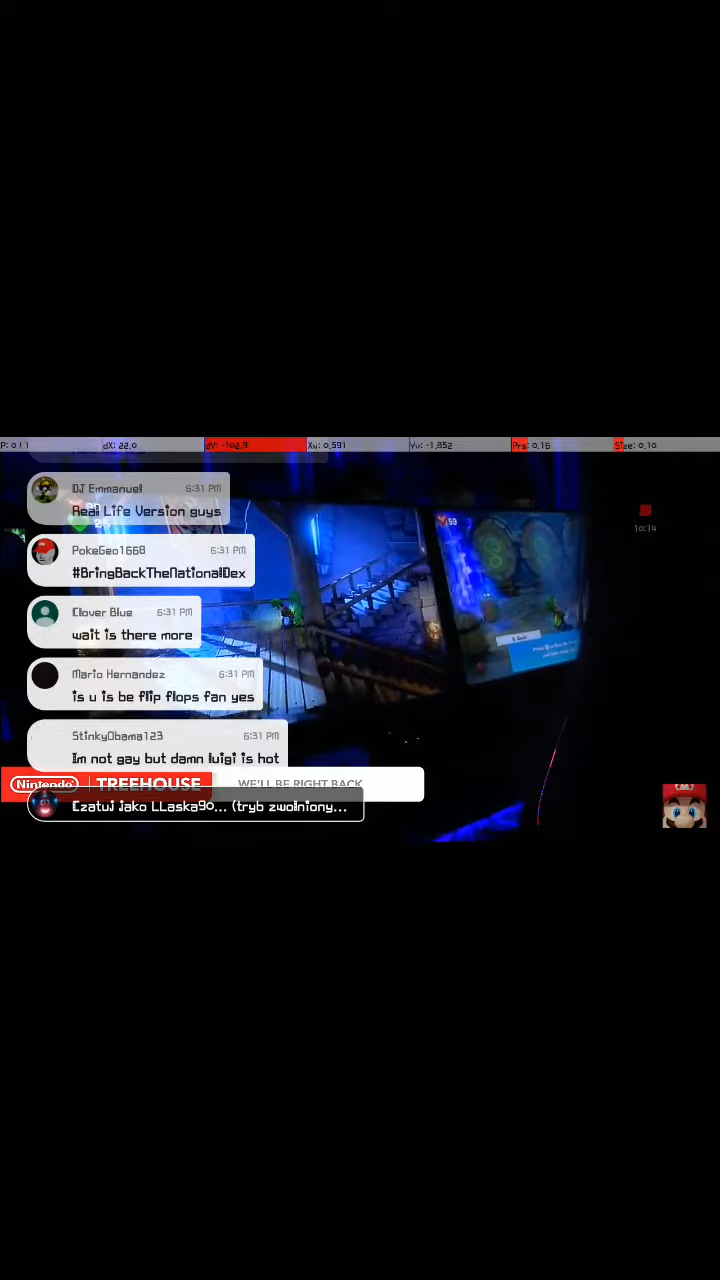 P: 0 / 1 dX: 22.0 dY: -102.9 Xv: 0.591 Yv: -1.852 Prs: 0.16 Size: 0.10
DJ Emmanuel 6:31 PM
Real Life Version guys
PokeGeo1668 6:31 PM
#BringBackTheNationalDex
Clover Blue 6:31 PM
wait is there more
Mario Hernandez 6:31 PM
is u is be flip flops fan yes
StinkyObama123 6:31 PM
Im not gay but damn luigi is hot
Nintendo TREEHOUSE WE'LL BE RIGHT BACK
Czatuj jako LLaska90... (tryb zwolniony...
59
10:14